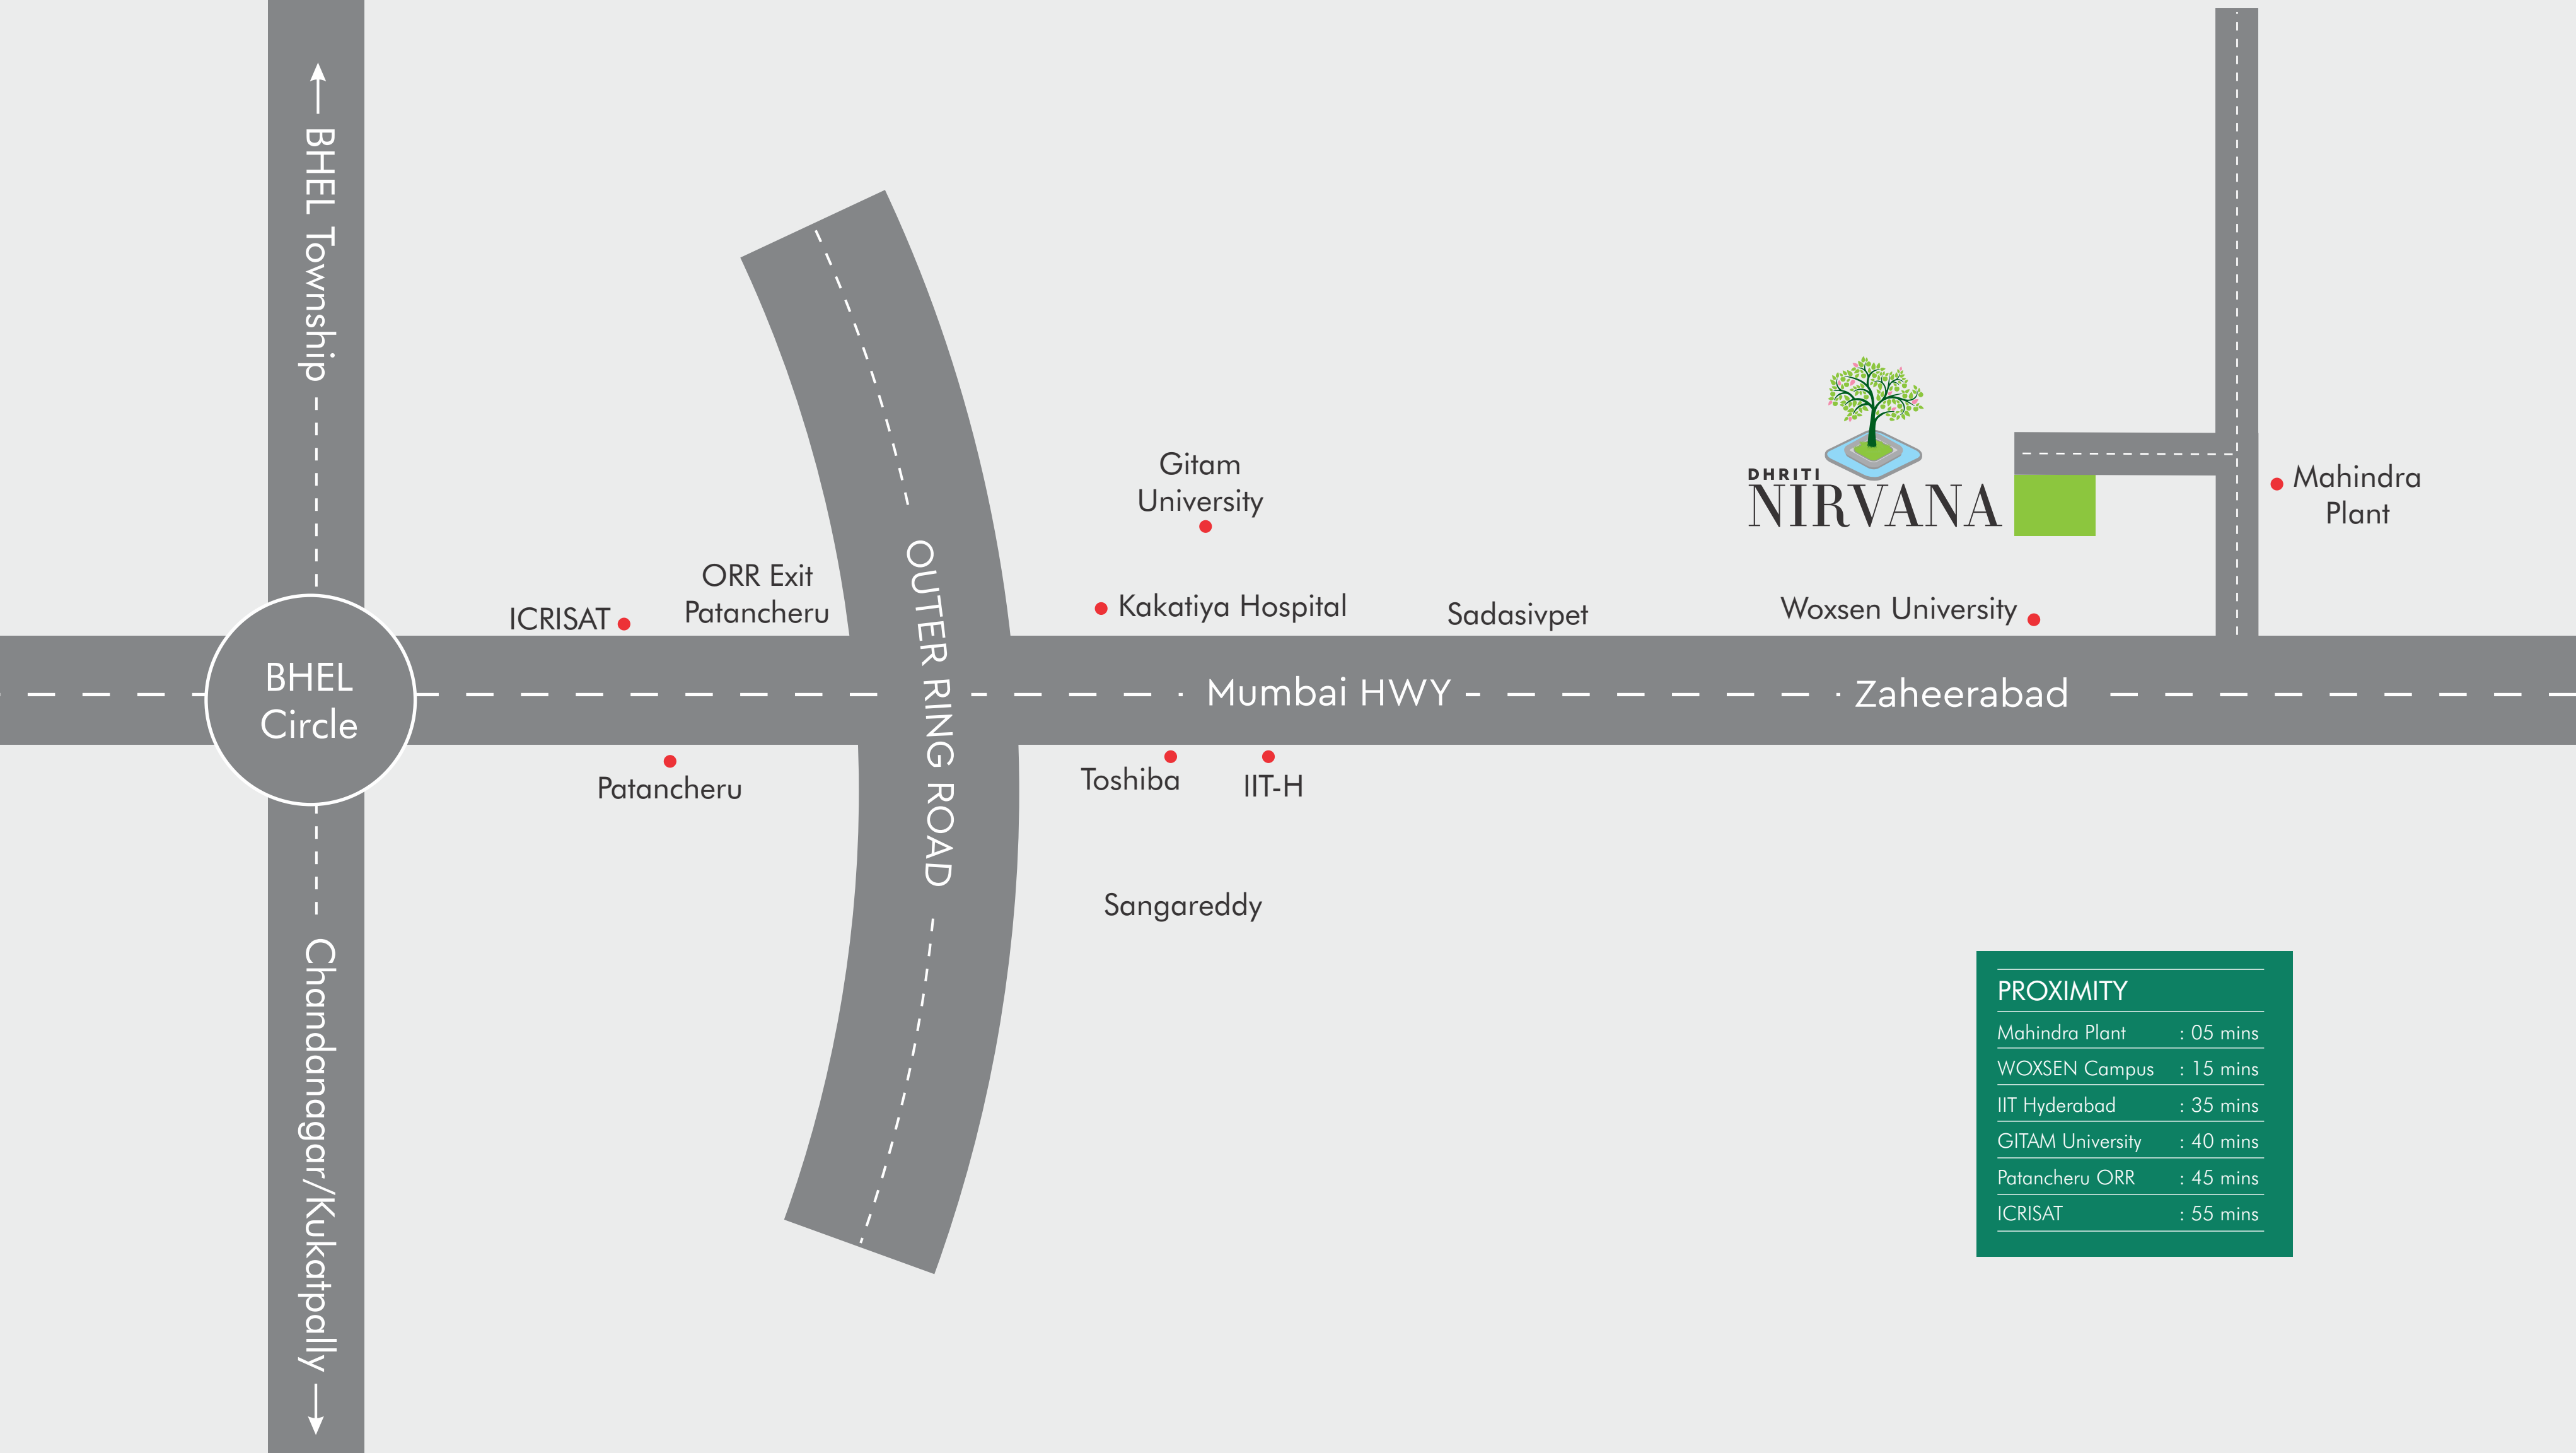 BHEL Township
Gitam
University
DHRITI
NIRVANA
Mahindra
Plant
ORR Exit
Patancheru
ICRISAT
OUTER RING ROAD
Kakatiya Hospital
Sadasivpet
Woxsen University
BHEL
Circle
Mumbai HWY
Zaheerabad
Patancheru
Toshiba
IIT-H
Sangareddy
Chandanagar/Kukatpally
PROXIMITY
Mahindra Plant : 05 mins
WOXSEN Campus : 15 mins
IIT Hyderabad : 35 mins
GITAM University : 40 mins
Patancheru ORR : 45 mins
ICRISAT : 55 mins